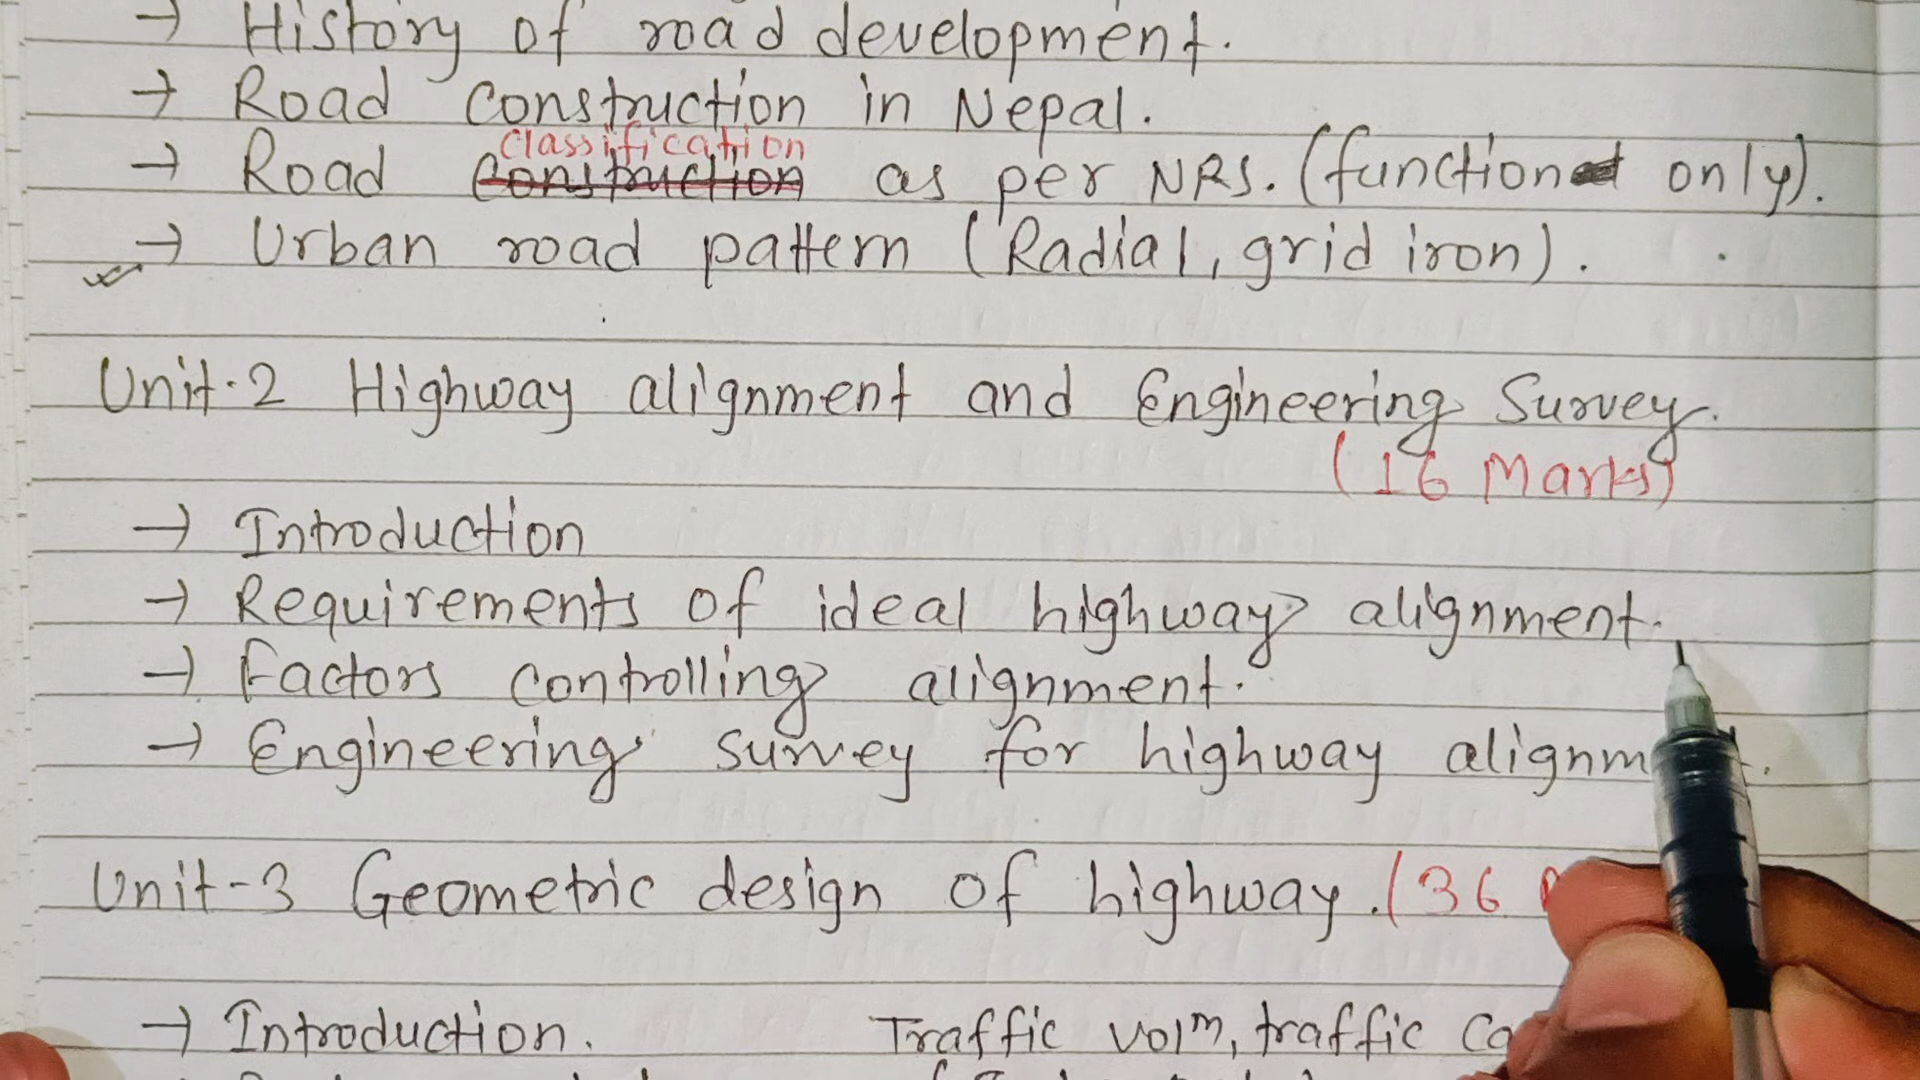 → History of road development.
→ Road construction in Nepal.
classification
→ Road construction as per NRS. (function only).
→ Urban road pattern (Radial, grid iron).
Unit-2 Highway alignment and Engineering Survey.
(16 Marks)
→ Introduction
→ Requirements of ideal highway alignment.
→ Factors controlling alignment.
→ Engineering survey for highway
Unit-3 Geometric design of highway. (36
→ Introduction. Traffic volm, traffic